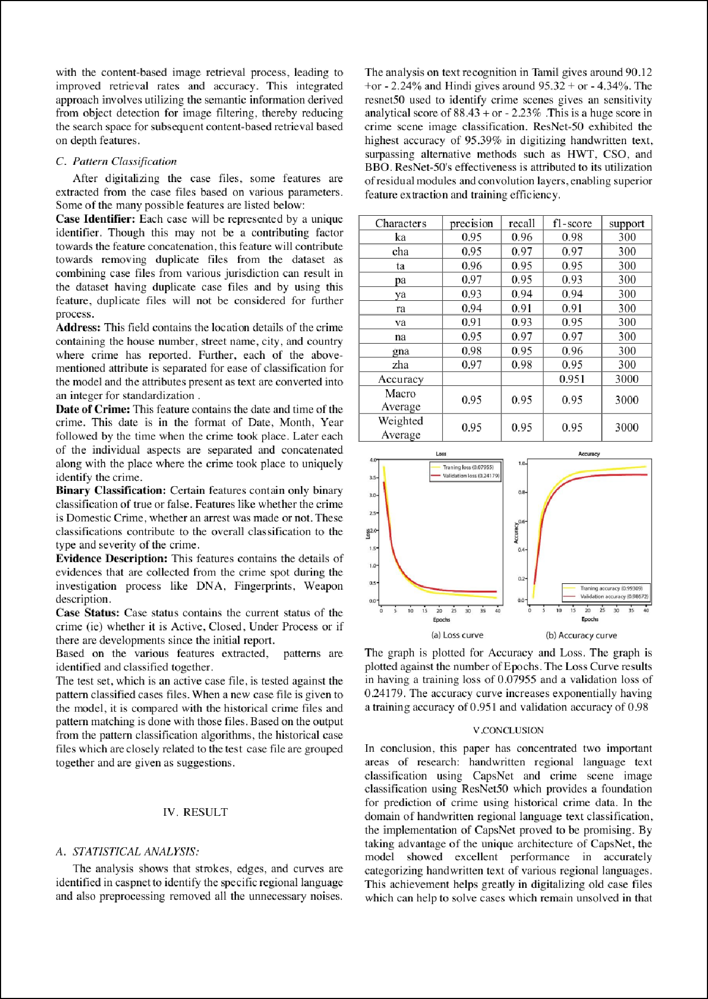 with the content-based image retrieval process, leading to
improved retrieval rates and accuracy. This integrated
approach involves utilizing the semantic information derived
from object detection for image filtering, thereby reducing
the search space for subsequent content-based retrieval based
on depth features.
C. Pattern Classification
After digitalizing the case files, some features are
extracted from the case files based on various parameters.
Some of the many possible features are listed below:
Case Identifier: Each case will be represented by a unique
identifier. Though this may not be a contributing factor
towards the feature concatenation, this feature will contribute
towards removing duplicate files from the dataset as
combining case files from various jurisdiction can result in
the dataset having duplicate case files and by using this
feature, duplicate files will not be considered for further
process.
Address: This field contains the location details of the crime
containing the house number, street name, city, and country
where crime has reported. Further, each of the above-
mentioned attribute is separated for ease of classification for
the model and the attributes present as text are converted into
an integer for standardization .
Date of Crime: This feature contains the date and time of the
crime. This date is in the format of Date, Month, Year
followed by the time when the crime took place. Later each
of the individual aspects are separated and concatenated
along with the place where the crime took place to uniquely
identify the crime.
Binary Classification: Certain features contain only binary
classification of true or false. Features like whether the crime
is Domestic Crime, whether an arrest was made or not. These
classifications contribute to the overall classification to the
type and severity of the crime.
Evidence Description: This features contains the details of
evidences that are collected from the crime spot during the
investigation process like DNA, Fingerprints, Weapon
description.
Case Status: Case status contains the current status of the
crime (ie) whether it is Active, Closed, Under Process or if
there are developments since the initial report.
Based on the various features extracted, patterns are
identified and classified together.
The test set, which is an active case file, is tested against the
pattern classified cases files. When a new case file is given to
the model, it is compared with the historical crime files and
pattern matching is done with those files. Based on the output
from the pattern classification algorithms, the historical case
files which are closely related to the test case file are grouped
together and are given as suggestions.
IV. RESULT
A. STATISTICAL ANALYSIS:
The analysis shows that strokes, edges, and curves are
identified in caspnet to identify the specific regional language
and also preprocessing removed all the unnecessary noises.
The analysis on text recognition in Tamil gives around 90.12
+or - 2.24% and Hindi gives around 95.32 + or - 4.34%. The
resnet50 used to identify crime scenes gives an sensitivity
analytical score of 88.43 + or - 2.23% .This is a huge score in
crime scene image classification. ResNet-50 exhibited the
highest accuracy of 95.39% in digitizing handwritten text,
surpassing alternative methods such as HWT, CSO, and
BBO. ResNet-50's effectiveness is attributed to its utilization
of residual modules and convolution layers, enabling superior
feature extraction and training efficiency.
Characters precision recall f1-score support
ka 0.95 0.96 0.98 300
cha 0.95 0.97 0.97 300
ta 0.96 0.95 0.95 300
pa 0.97 0.95 0.93 300
ya 0.93 0.94 0.94 300
ra 0.94 0.91 0.91 300
va 0.91 0.93 0.95 300
na 0.95 0.97 0.97 300
gna 0.98 0.95 0.96 300
zha 0.97 0.98 0.95 300
Accuracy 0.951 3000
Macro
Average 0.95 0.95 0.95 3000
Weighted
Average 0.95 0.95 0.95 3000
Loss
4.0
3.5
3.0
2.5
2.0
1.5
1.0
0.5
0.0
Loss
Traning loss (0.07955)
Validation loss (0.24179)
0 5 10 15 20 25 30 35 40
Epochs
(a) Loss curve
Accuracy
1.0
0.8
0.6
0.4
0.2
0.0
Accuracy
Traning accuracy (0.99309)
Validation accuracy (0.98672)
0 5 10 15 20 25 30 35 40
Epochs
(b) Accuracy curve
The graph is plotted for Accuracy and Loss. The graph is
plotted against the number of Epochs. The Loss Curve results
in having a training loss of 0.07955 and a validation loss of
0.24179. The accuracy curve increases exponentially having
a training accuracy of 0.951 and validation accuracy of 0.98
V.CONCLUSION
In conclusion, this paper has concentrated two important
areas of research: handwritten regional language text
classification using CapsNet and crime scene image
classification using ResNet50 which provides a foundation
for prediction of crime using historical crime data. In the
domain of handwritten regional language text classification,
the implementation of CapsNet proved to be promising. By
taking advantage of the unique architecture of CapsNet, the
model showed excellent performance in accurately
categorizing handwritten text of various regional languages.
This achievement helps greatly in digitalizing old case files
which can help to solve cases which remain unsolved in that